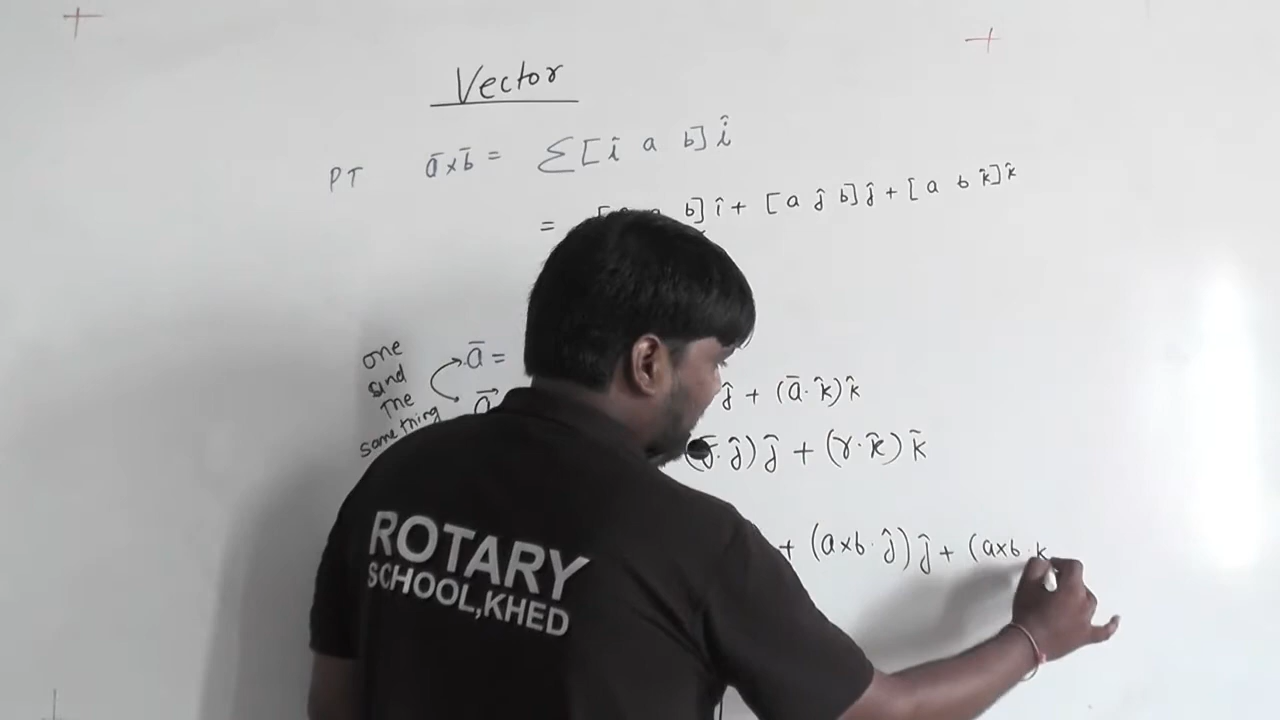 Vector
PT a̅×b̅ = Σ[î a b̅] î
= b̅] î + [a ĵ b] ĵ + [a b k̂] k̂
one
and
the
same thing
a̅ =
a⃗ ĵ + (a̅·k̂)k̂
·ĵ)ĵ + (r·k̅) k̅
+ (a×b·ĵ) ĵ + (a×b·k
ROTARY
SCHOOL,KHED